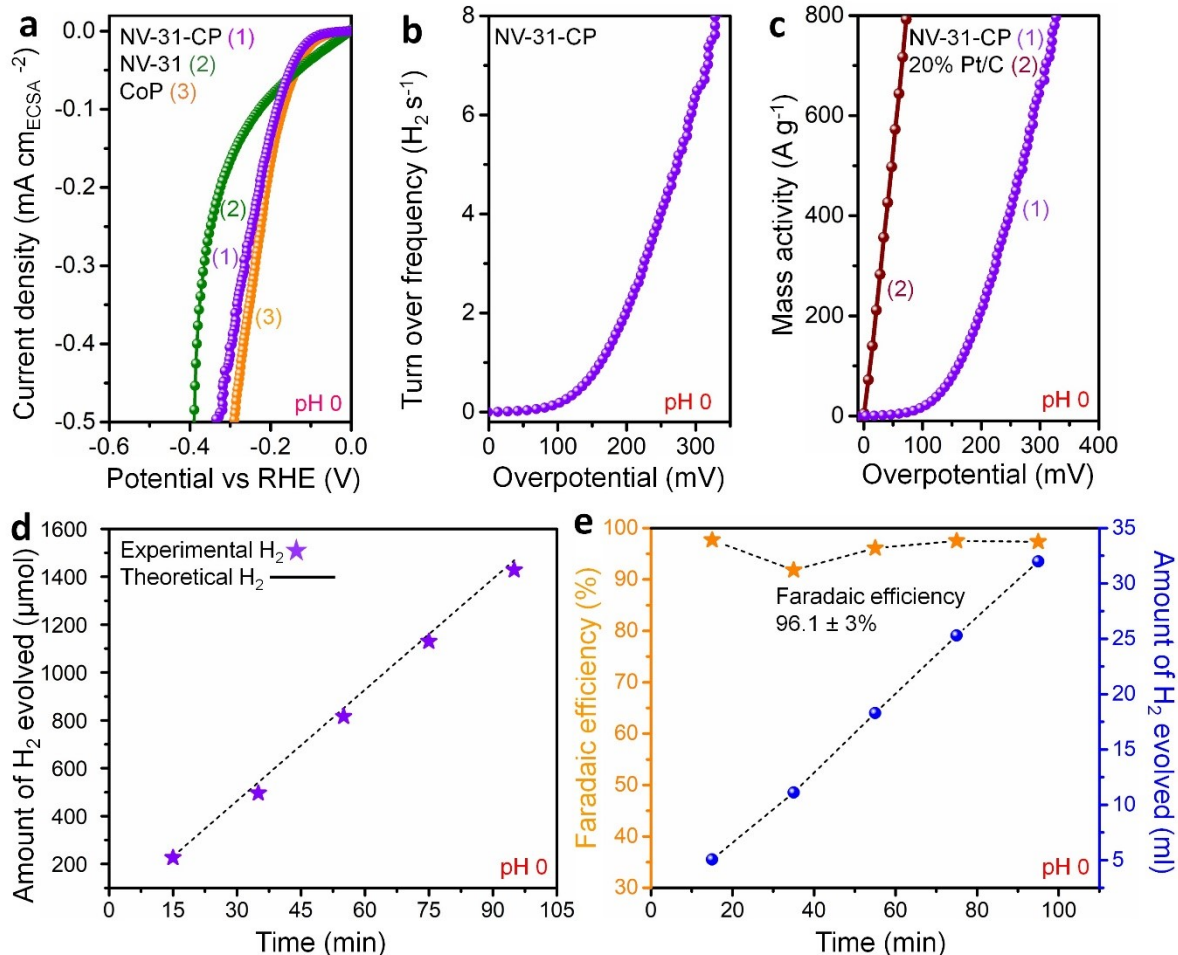 a
NV-31-CP (1)
NV-31 (2)
CoP (3)
(2)
(1)
(3)
pH 0
0.0
-0.1
-0.2
-0.3
-0.4
-0.5
Current density (mA cm_ECSA ⁻²)
-0.6
-0.4
-0.2
0.0
Potential vs RHE (V)
b
NV-31-CP
pH 0
8
6
4
2
0
Turn over frequency (H₂ s⁻¹)
0
100
200
300
Overpotential (mV)
c
NV-31-CP (1)
20% Pt/C (2)
(1)
(2)
pH 0
800
600
400
200
0
Mass activity (A g⁻¹)
0
100
200
300
400
Overpotential (mV)
d
Experimental H₂
Theoretical H₂
pH 0
1600
1400
1200
1000
800
600
400
200
Amount of H₂ evolved (µmol)
0
15
30
45
60
75
90
105
Time (min)
e
Faradaic efficiency
96.1 ± 3%
pH 0
100
90
80
70
60
50
40
30
Faradaic efficiency (%)
35
30
25
20
15
10
5
Amount of H₂ evolved (ml)
0
20
40
60
80
100
Time (min)